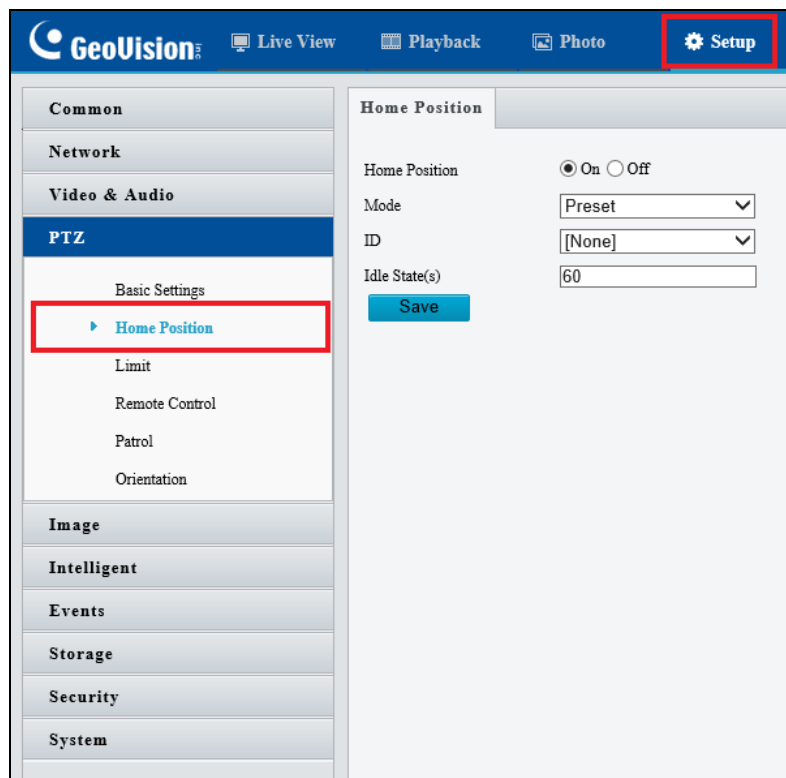 GeoVision Live View Playback Photo Setup
Common
Network
Video & Audio
PTZ
Basic Settings
Home Position
Limit
Remote Control
Patrol
Orientation
Image
Intelligent
Events
Storage
Security
System
Home Position
Home Position On Off
Mode Preset
ID [None]
Idle State(s) 60
Save